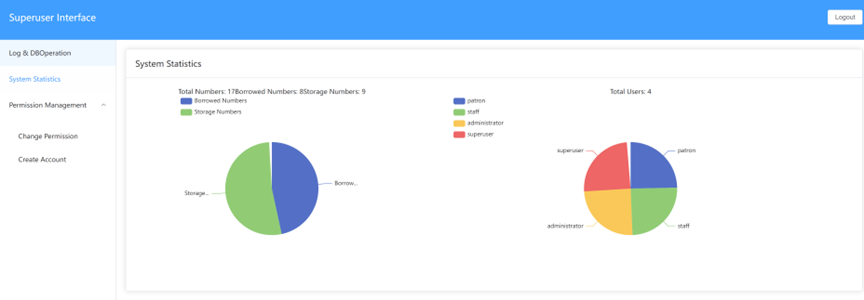 Superuser Interface
Logout
Log & DBOperation
System Statistics
Permission Management
Change Permission
Create Account
System Statistics
Total Numbers: 17Borrowed Numbers: 8Storage Numbers: 9
Borrowed Numbers
Storage Numbers
Storage...
Borrow...
Total Users: 4
patron
staff
administrator
superuser
superuser
patron
administrator
staff